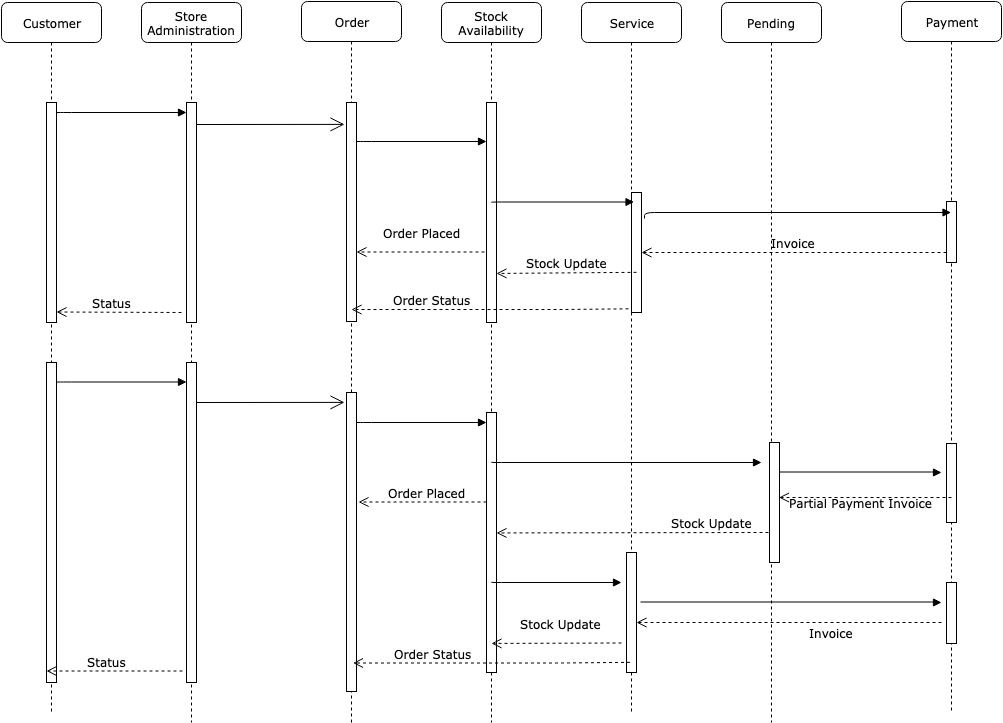 Customer
Store
Administration
Order
Stock
Availability
Service
Pending
Payment
Order Placed
Invoice
Stock Update
Order Status
Status
Order Placed
Partial Payment Invoice
Stock Update
Stock Update
Invoice
Order Status
Status